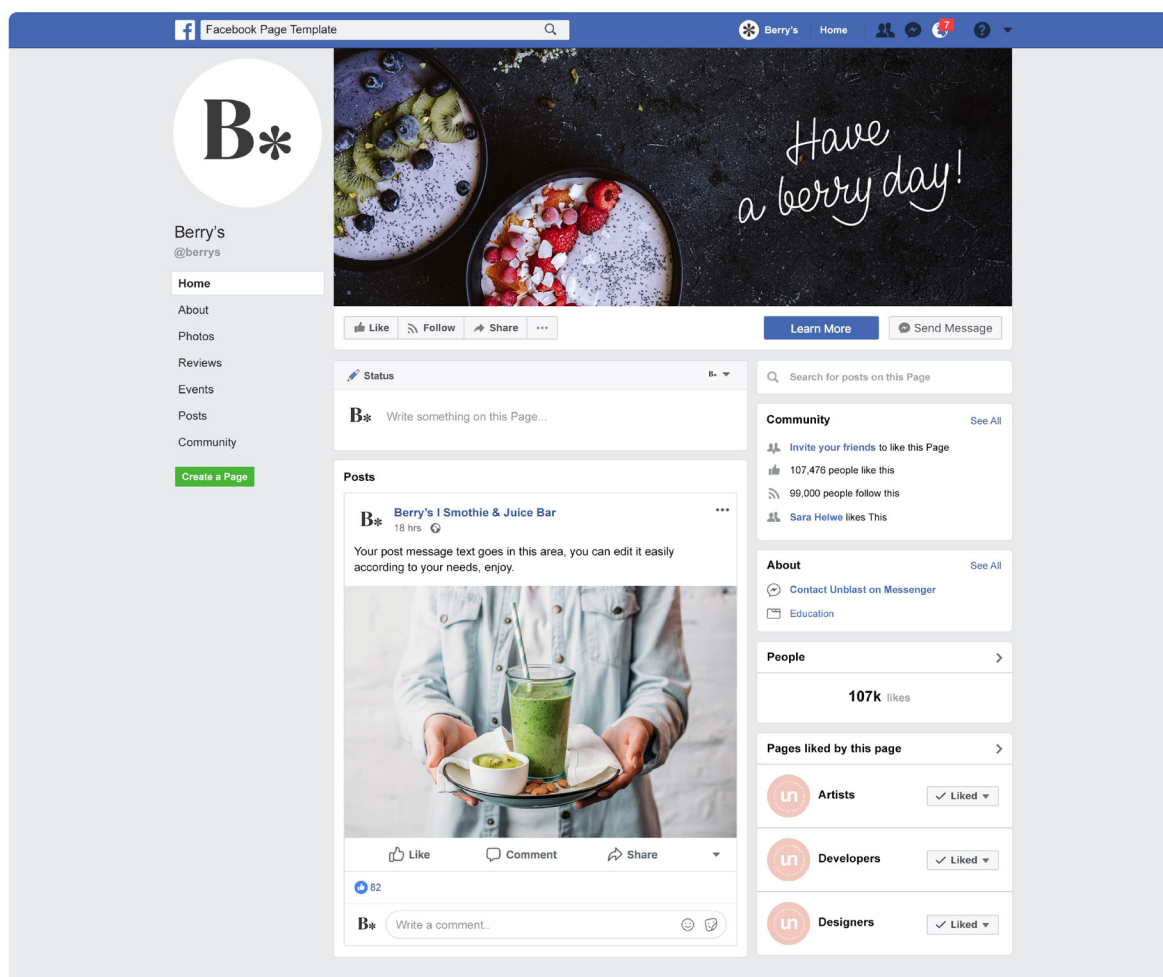 Facebook Page Template
Berry's
Home
7
?
B*
Have
a berry day!
Berry's
@berrys
Home
About
Photos
Reviews
Events
Posts
Community
Create a Page
Like
Follow
Share
Learn More
Send Message
Status
B*
B*
Write something on this Page...
Posts
B*
Berry's I Smothie & Juice Bar
18 hrs
Your post message text goes in this area, you can edit it easily
according to your needs, enjoy.
Like
Comment
Share
82
B*
Write a comment..
Search for posts on this Page
Community
See All
Invite your friends to like this Page
107,476 people like this
99,000 people follow this
Sara Helwe likes This
About
See All
Contact Unblast on Messenger
Education
People
107k likes
Pages liked by this page
un
Artists
Liked
un
Developers
Liked
un
Designers
Liked